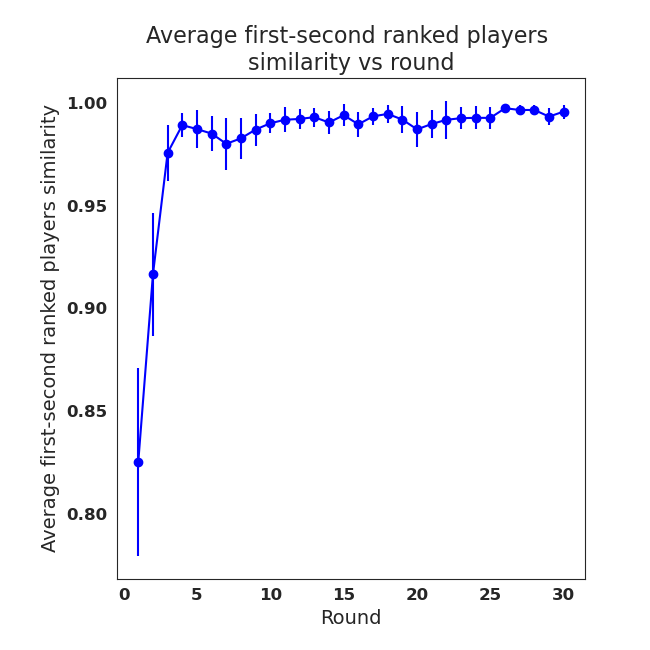 Average first-second ranked players
similarity vs round
Average first-second ranked players similarity
1.00
0.95
0.90
0.85
0.80
0 5 10 15 20 25 30
Round